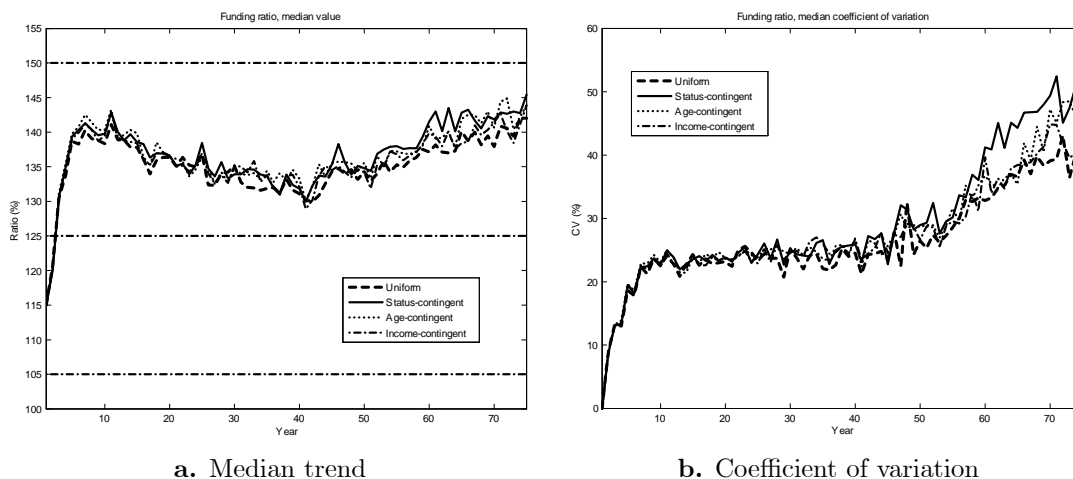 Funding ratio, median value
155
150
145
140
135
130
125
120
115
110
105
100
Ratio (%)
10 20 30 40 50 60 70
Year
Uniform
Status-contingent
Age-contingent
Income-contingent
a. Median trend
Funding ratio, median coefficient of variation
60
50
40
30
20
10
0
CV (%)
10 20 30 40 50 60 70
Year
Uniform
Status-contingent
Age-contingent
Income-contingent
b. Coefficient of variation